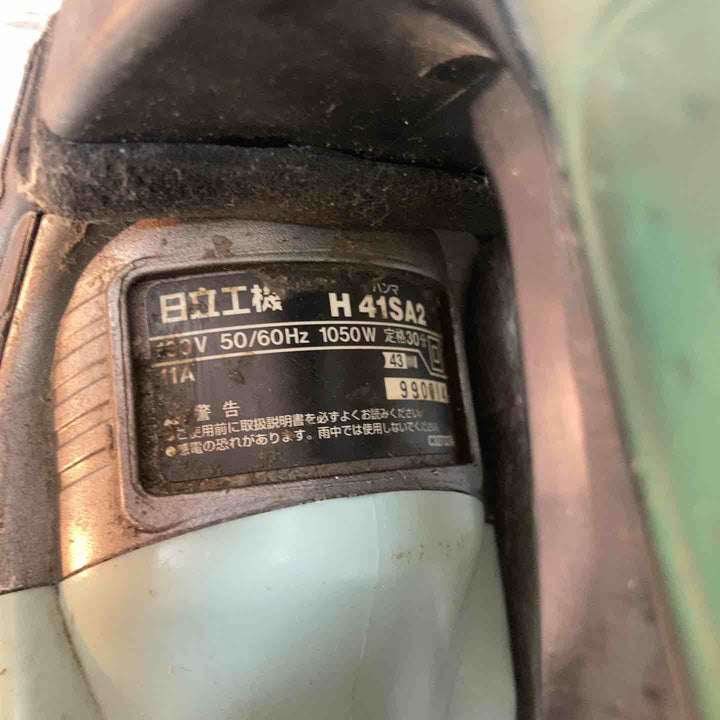 ハンマ
日立工機 H 41SA2
100V 50/60Hz 1050W 定格30分
11A 43
警告
使用前に取扱説明書を必ずよくお読みください
●感電の恐れがあります。雨中では使用しないでください。